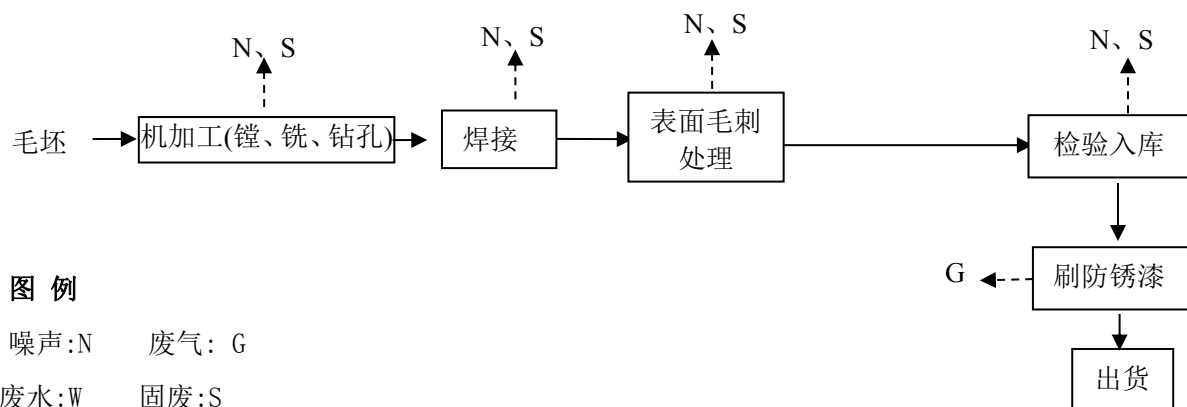 N、S
N、S
N、S
N、S
毛坯
机加工(镗、铣、钻孔)
焊接
表面毛刺
处理
检验入库
G
刷防锈漆
出货
图 例
噪声:N 废气: G
废水:W 固废:S